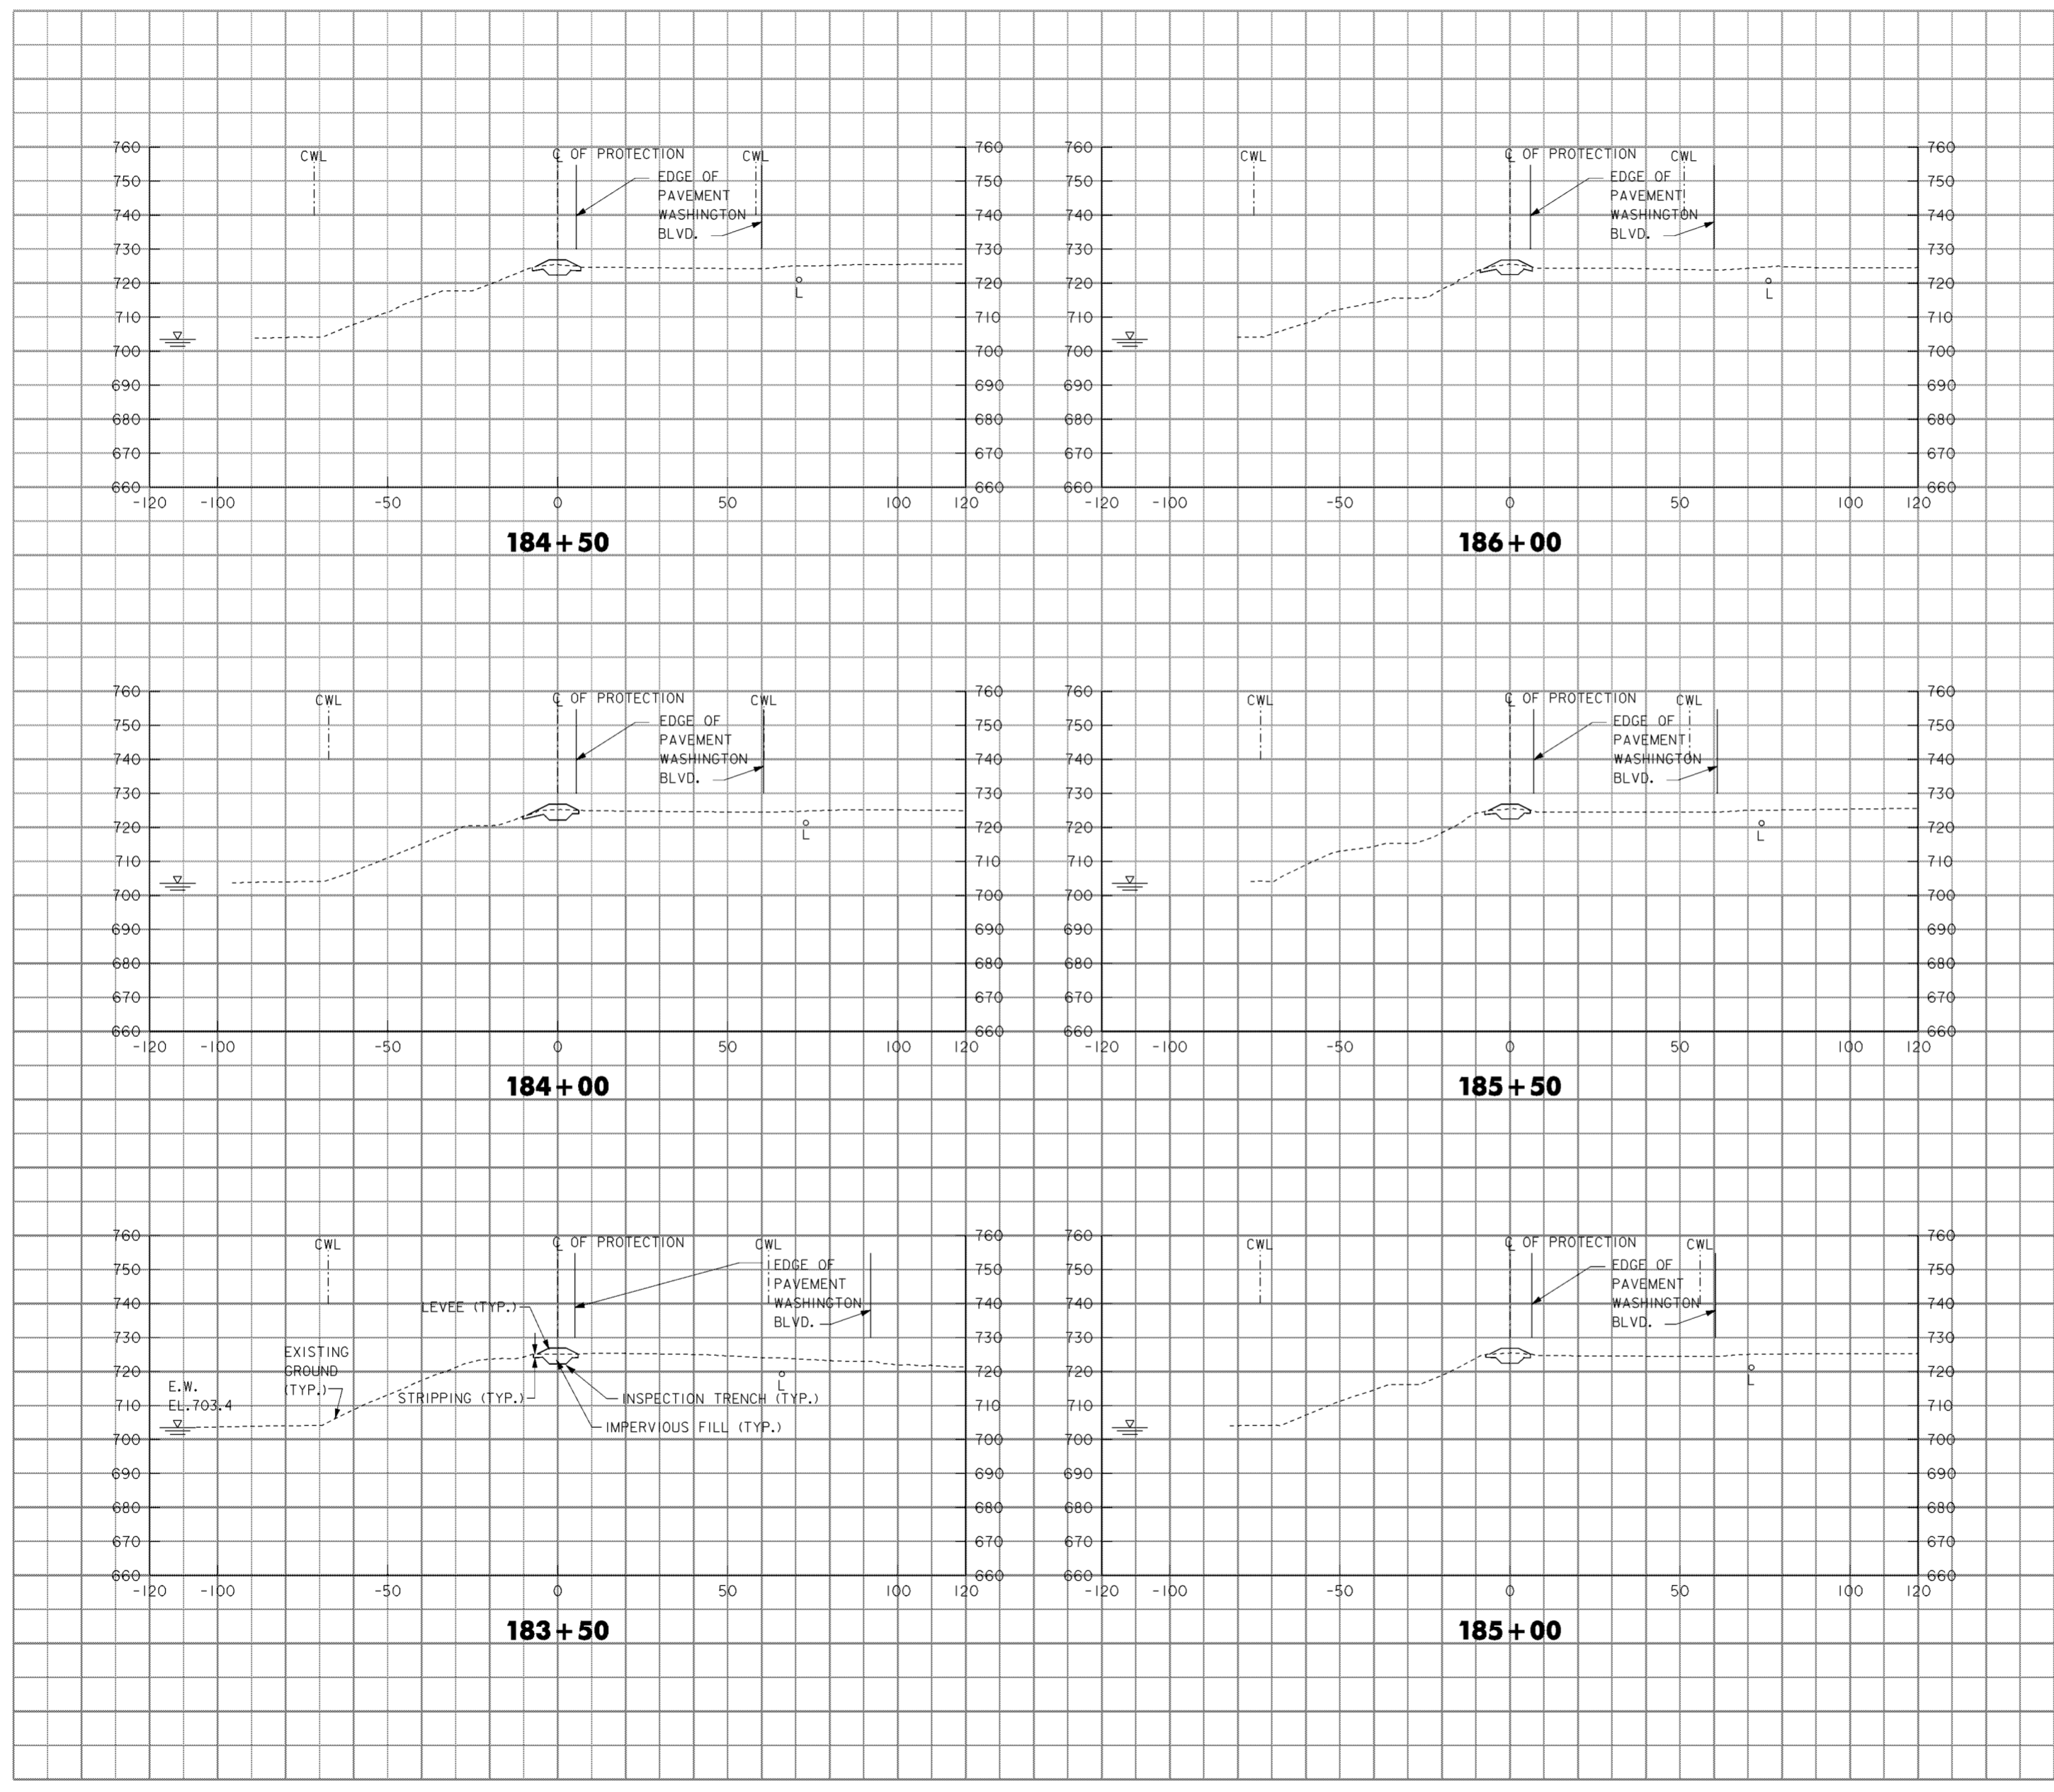 CWL
℄ OF PROTECTION
CWL
EDGE OF
PAVEMENT
WASHINGTON
BLVD.
760 760
750 750
740 740
730 730
720 720
710 710
700 700
690 690
680 680
670 670
660 660
L
-120 -100 -50 0 50 100 120
184+50
CWL
℄ OF PROTECTION
CWL
EDGE OF
PAVEMENT
WASHINGTON
BLVD.
760 760
750 750
740 740
730 730
720 720
710 710
700 700
690 690
680 680
670 670
660 660
L
-120 -100 -50 0 50 100 120
186+00
CWL
℄ OF PROTECTION
CWL
EDGE OF
PAVEMENT
WASHINGTON
BLVD.
760 760
750 750
740 740
730 730
720 720
710 710
700 700
690 690
680 680
670 670
660 660
L
-120 -100 -50 0 50 100 120
184+00
CWL
℄ OF PROTECTION
CWL
EDGE OF
PAVEMENT
WASHINGTON
BLVD.
760 760
750 750
740 740
730 730
720 720
710 710
700 700
690 690
680 680
670 670
660 660
L
-120 -100 -50 0 50 100 120
185+50
CWL
℄ OF PROTECTION
CWL
EDGE OF
PAVEMENT
WASHINGTON
BLVD.
LEVEE (TYP.)
EXISTING
GROUND
(TYP.)
E.W.
EL.703.4
STRIPPING (TYP.)
INSPECTION TRENCH (TYP.)
IMPERVIOUS FILL (TYP.)
760 760
750 750
740 740
730 730
720 720
710 710
700 700
690 690
680 680
670 670
660 660
L
-120 -100 -50 0 50 100 120
183+50
CWL
℄ OF PROTECTION
CWL
EDGE OF
PAVEMENT
WASHINGTON
BLVD.
760 760
750 750
740 740
730 730
720 720
710 710
700 700
690 690
680 680
670 670
660 660
L
-120 -100 -50 0 50 100 120
185+00